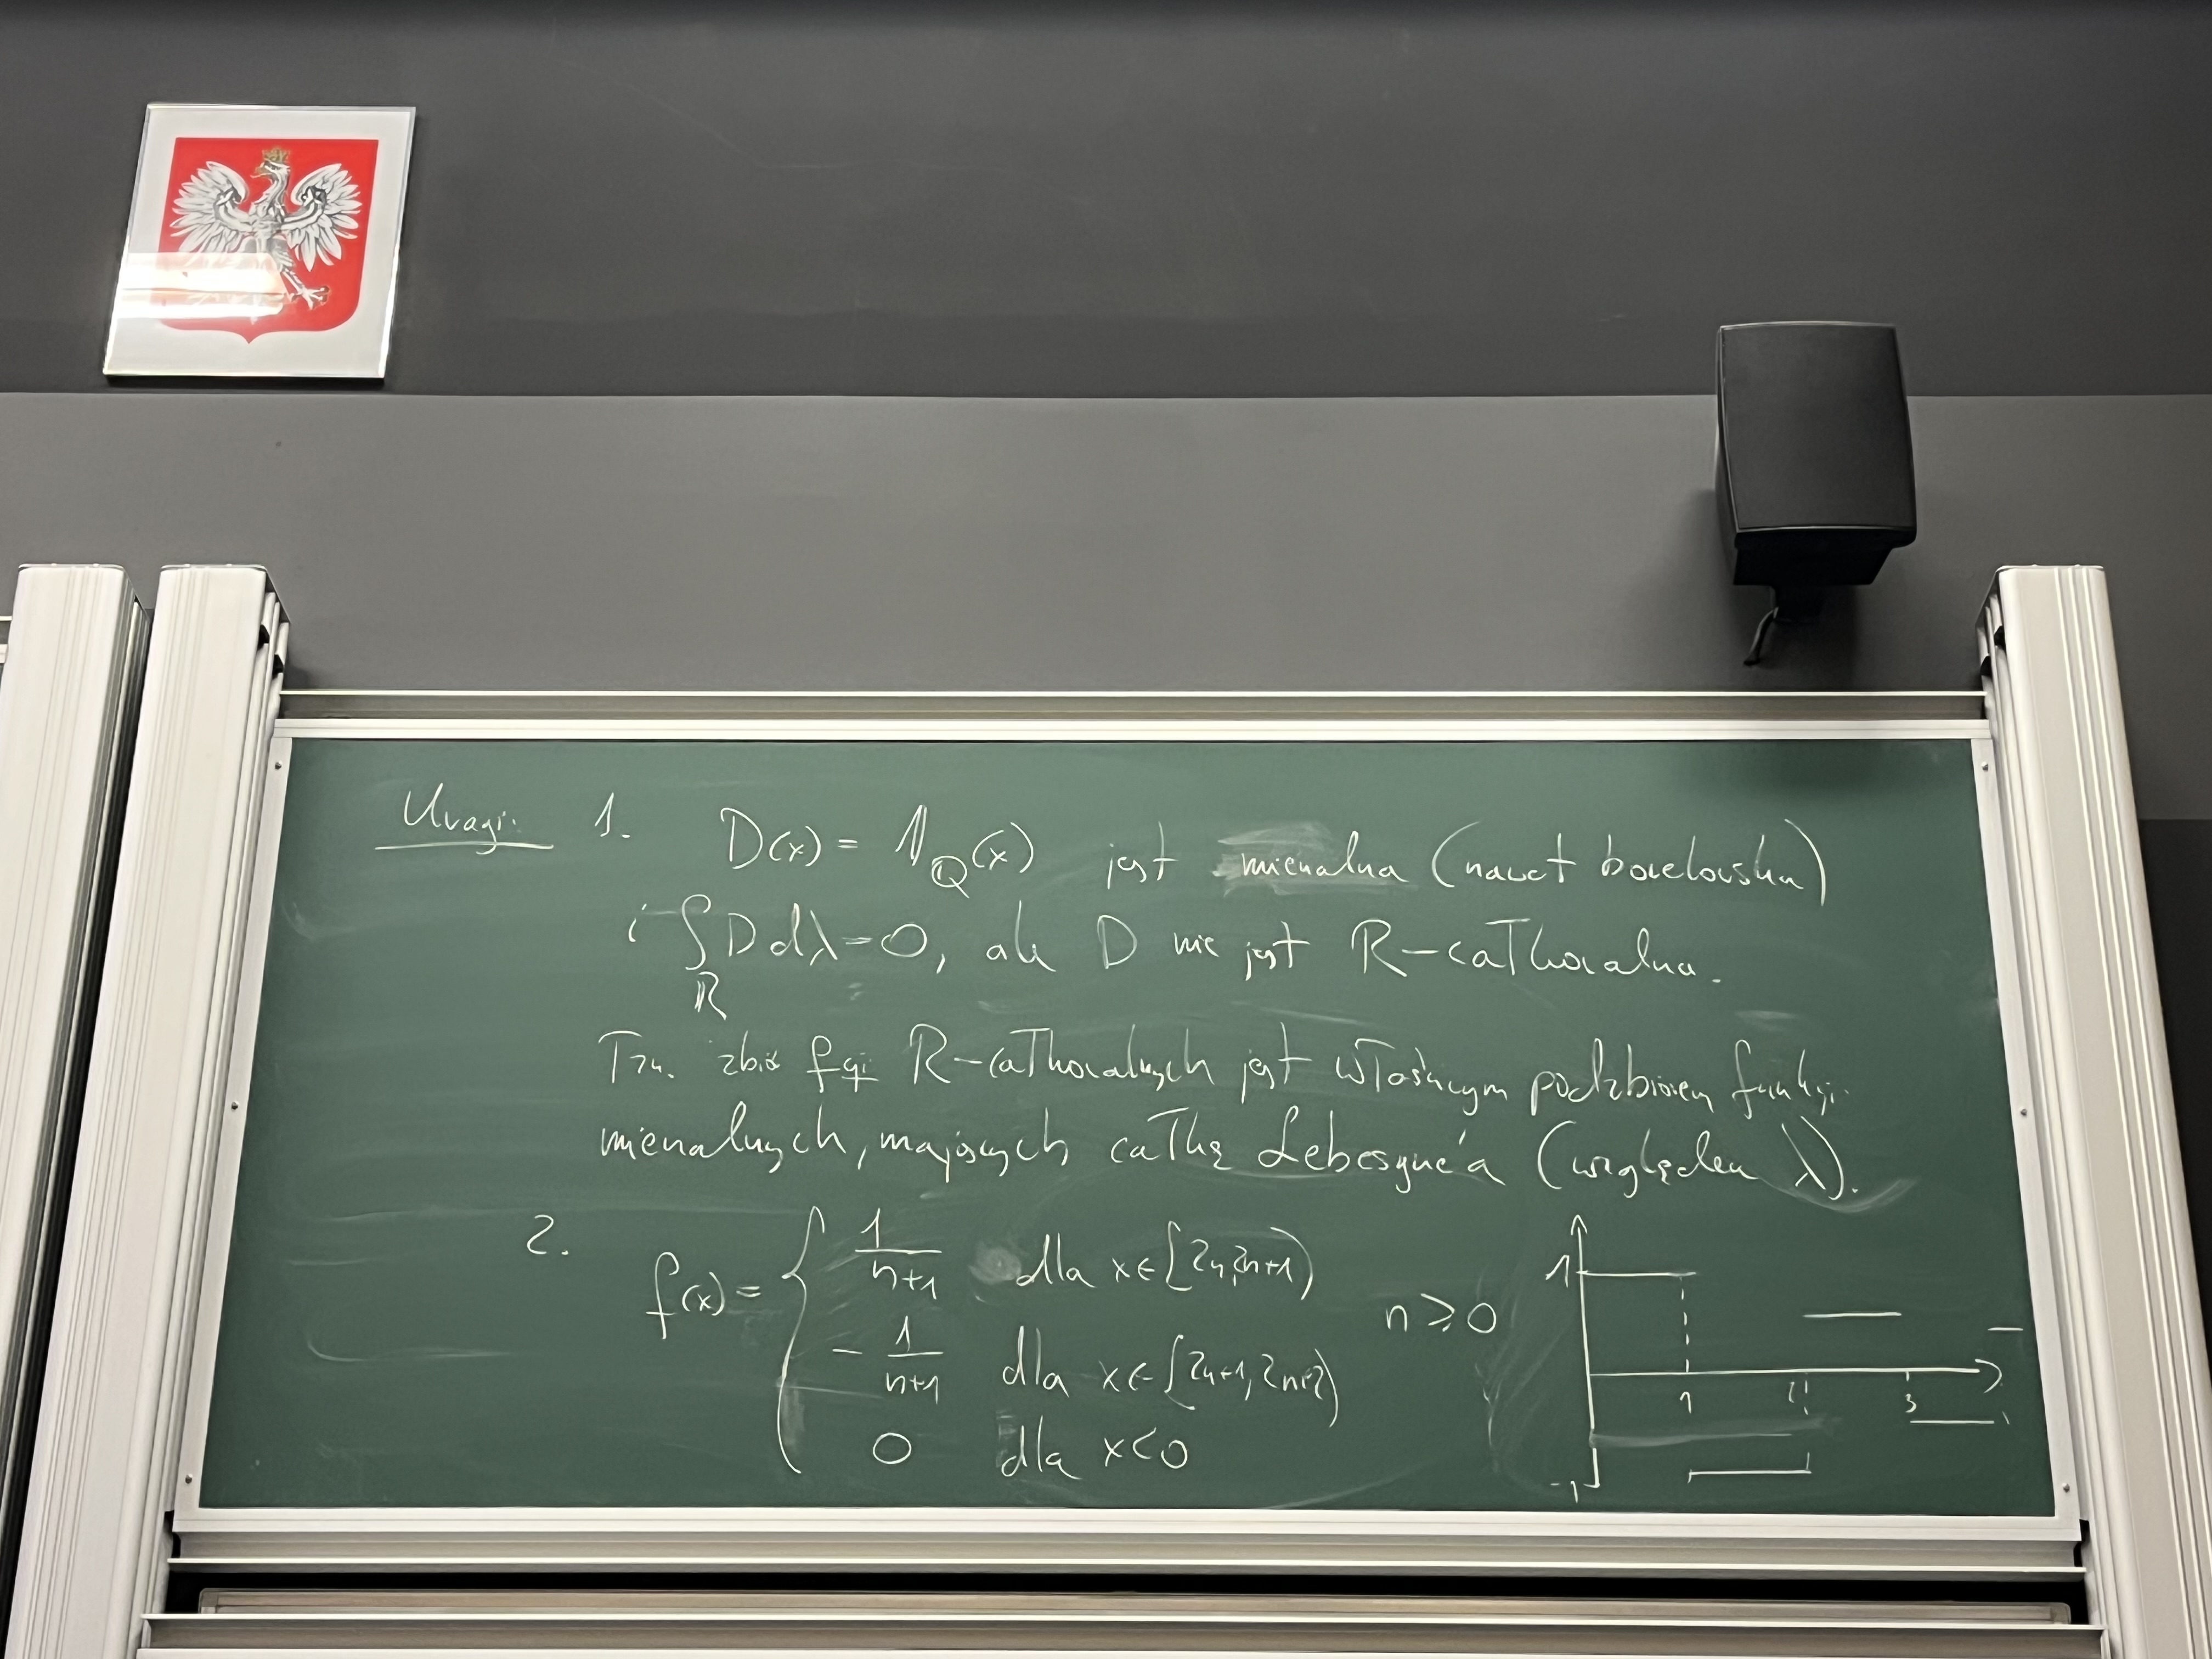 Uwagi: 1. D(x) = 𝟙_Q(x) jest mierzalna (nawet borelowska)
i ∫_ℝ D dλ = 0, ale D nie jest R-całkowalna.
Tzn. zbiór fcji R-całkowalnych jest właściwym podzbiorem funkcji
mierzalnych, mających całkę Lebesgue'a (względem λ).
2. f(x) = { 1/(n+1) dla x ∈ [2n, 2n+1)
- 1/(n+1) dla x ∈ [2n+1, 2n+2) n ≥ 0
0 dla x < 0
1
1 2 3
-1